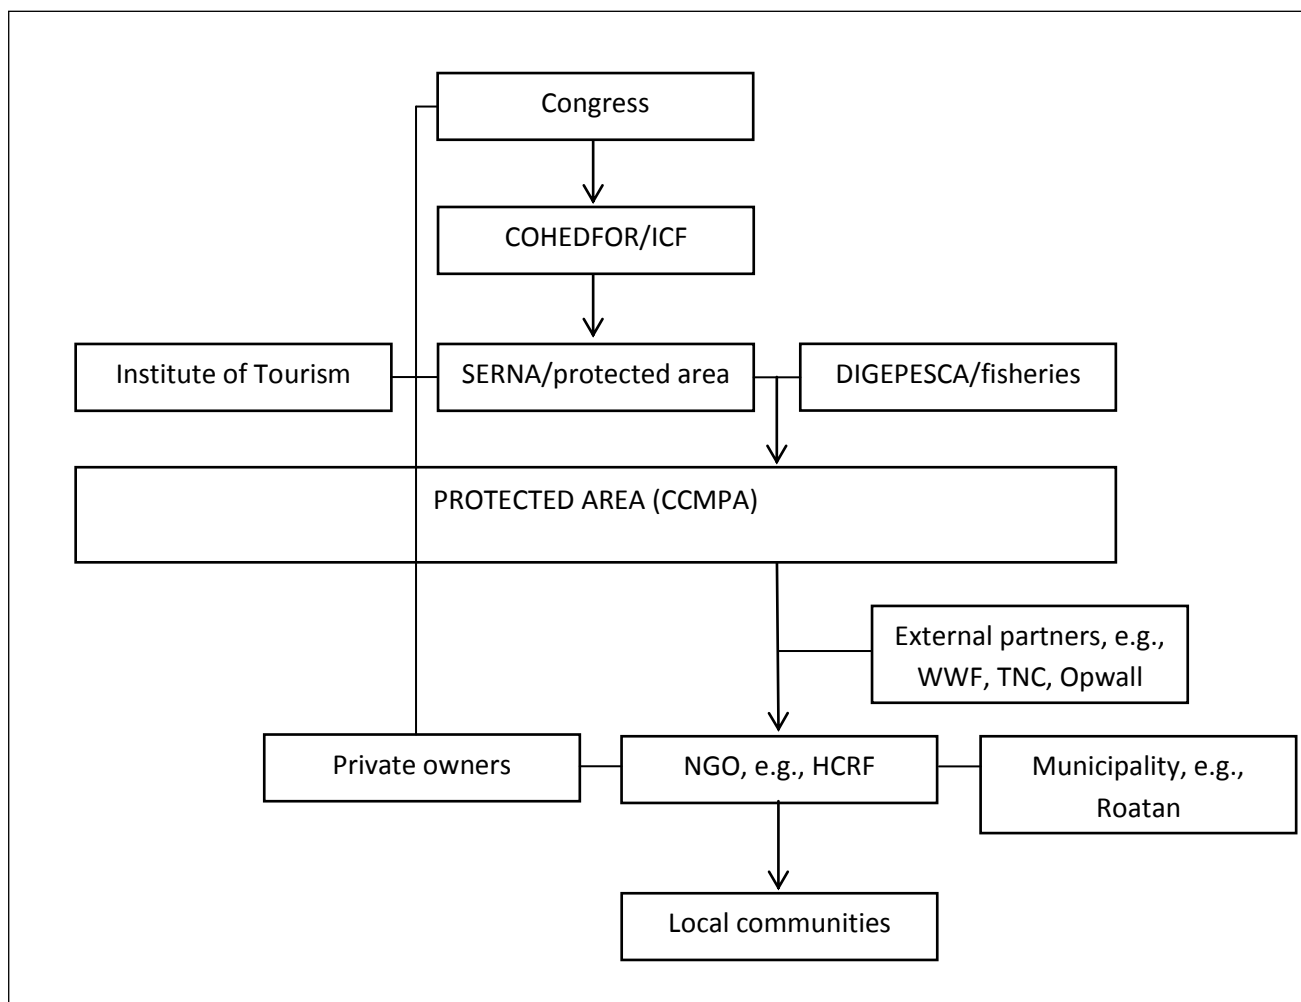 Congress
COHEDFOR/ICF
Institute of Tourism
SERNA/protected area
DIGEPESCA/fisheries
PROTECTED AREA (CCMPA)
External partners, e.g.,
WWF, TNC, Opwall
Private owners
NGO, e.g., HCRF
Municipality, e.g.,
Roatan
Local communities